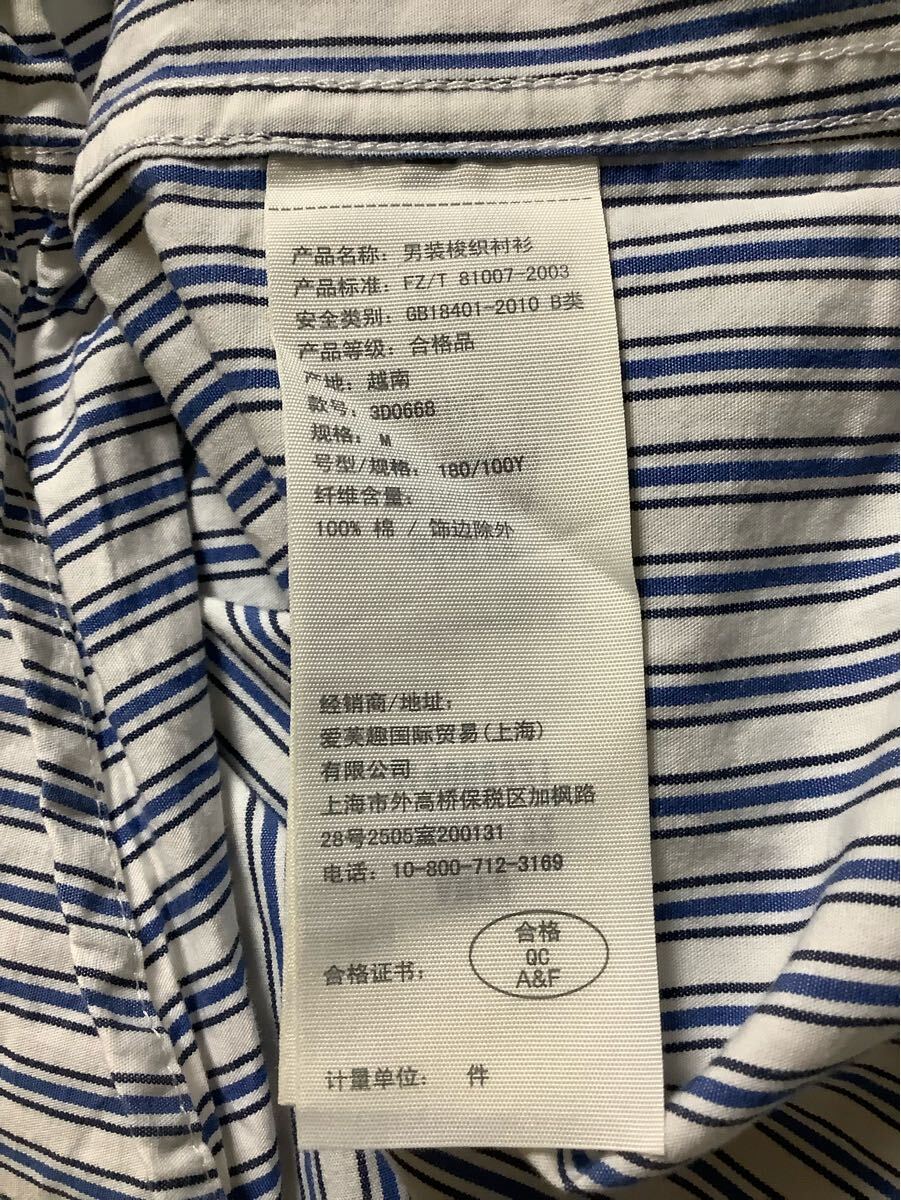 产品名称: 男装梭织衬衫
产品标准: FZ/T 81007-2003
安全类别: GB18401-2010 B类
产品等级: 合格品
产地: 越南
款号: 3D0668
规格: M
号型/规格: 180/100Y
纤维含量:
100% 棉 / 饰边除外
经销商/地址:
爱芙趣国际贸易(上海)
有限公司
上海市外高桥保税区加枫路
28号2505室200131
电话: 10-800-712-3169
合格
QC
A&F
合格证书:
计量单位: 件